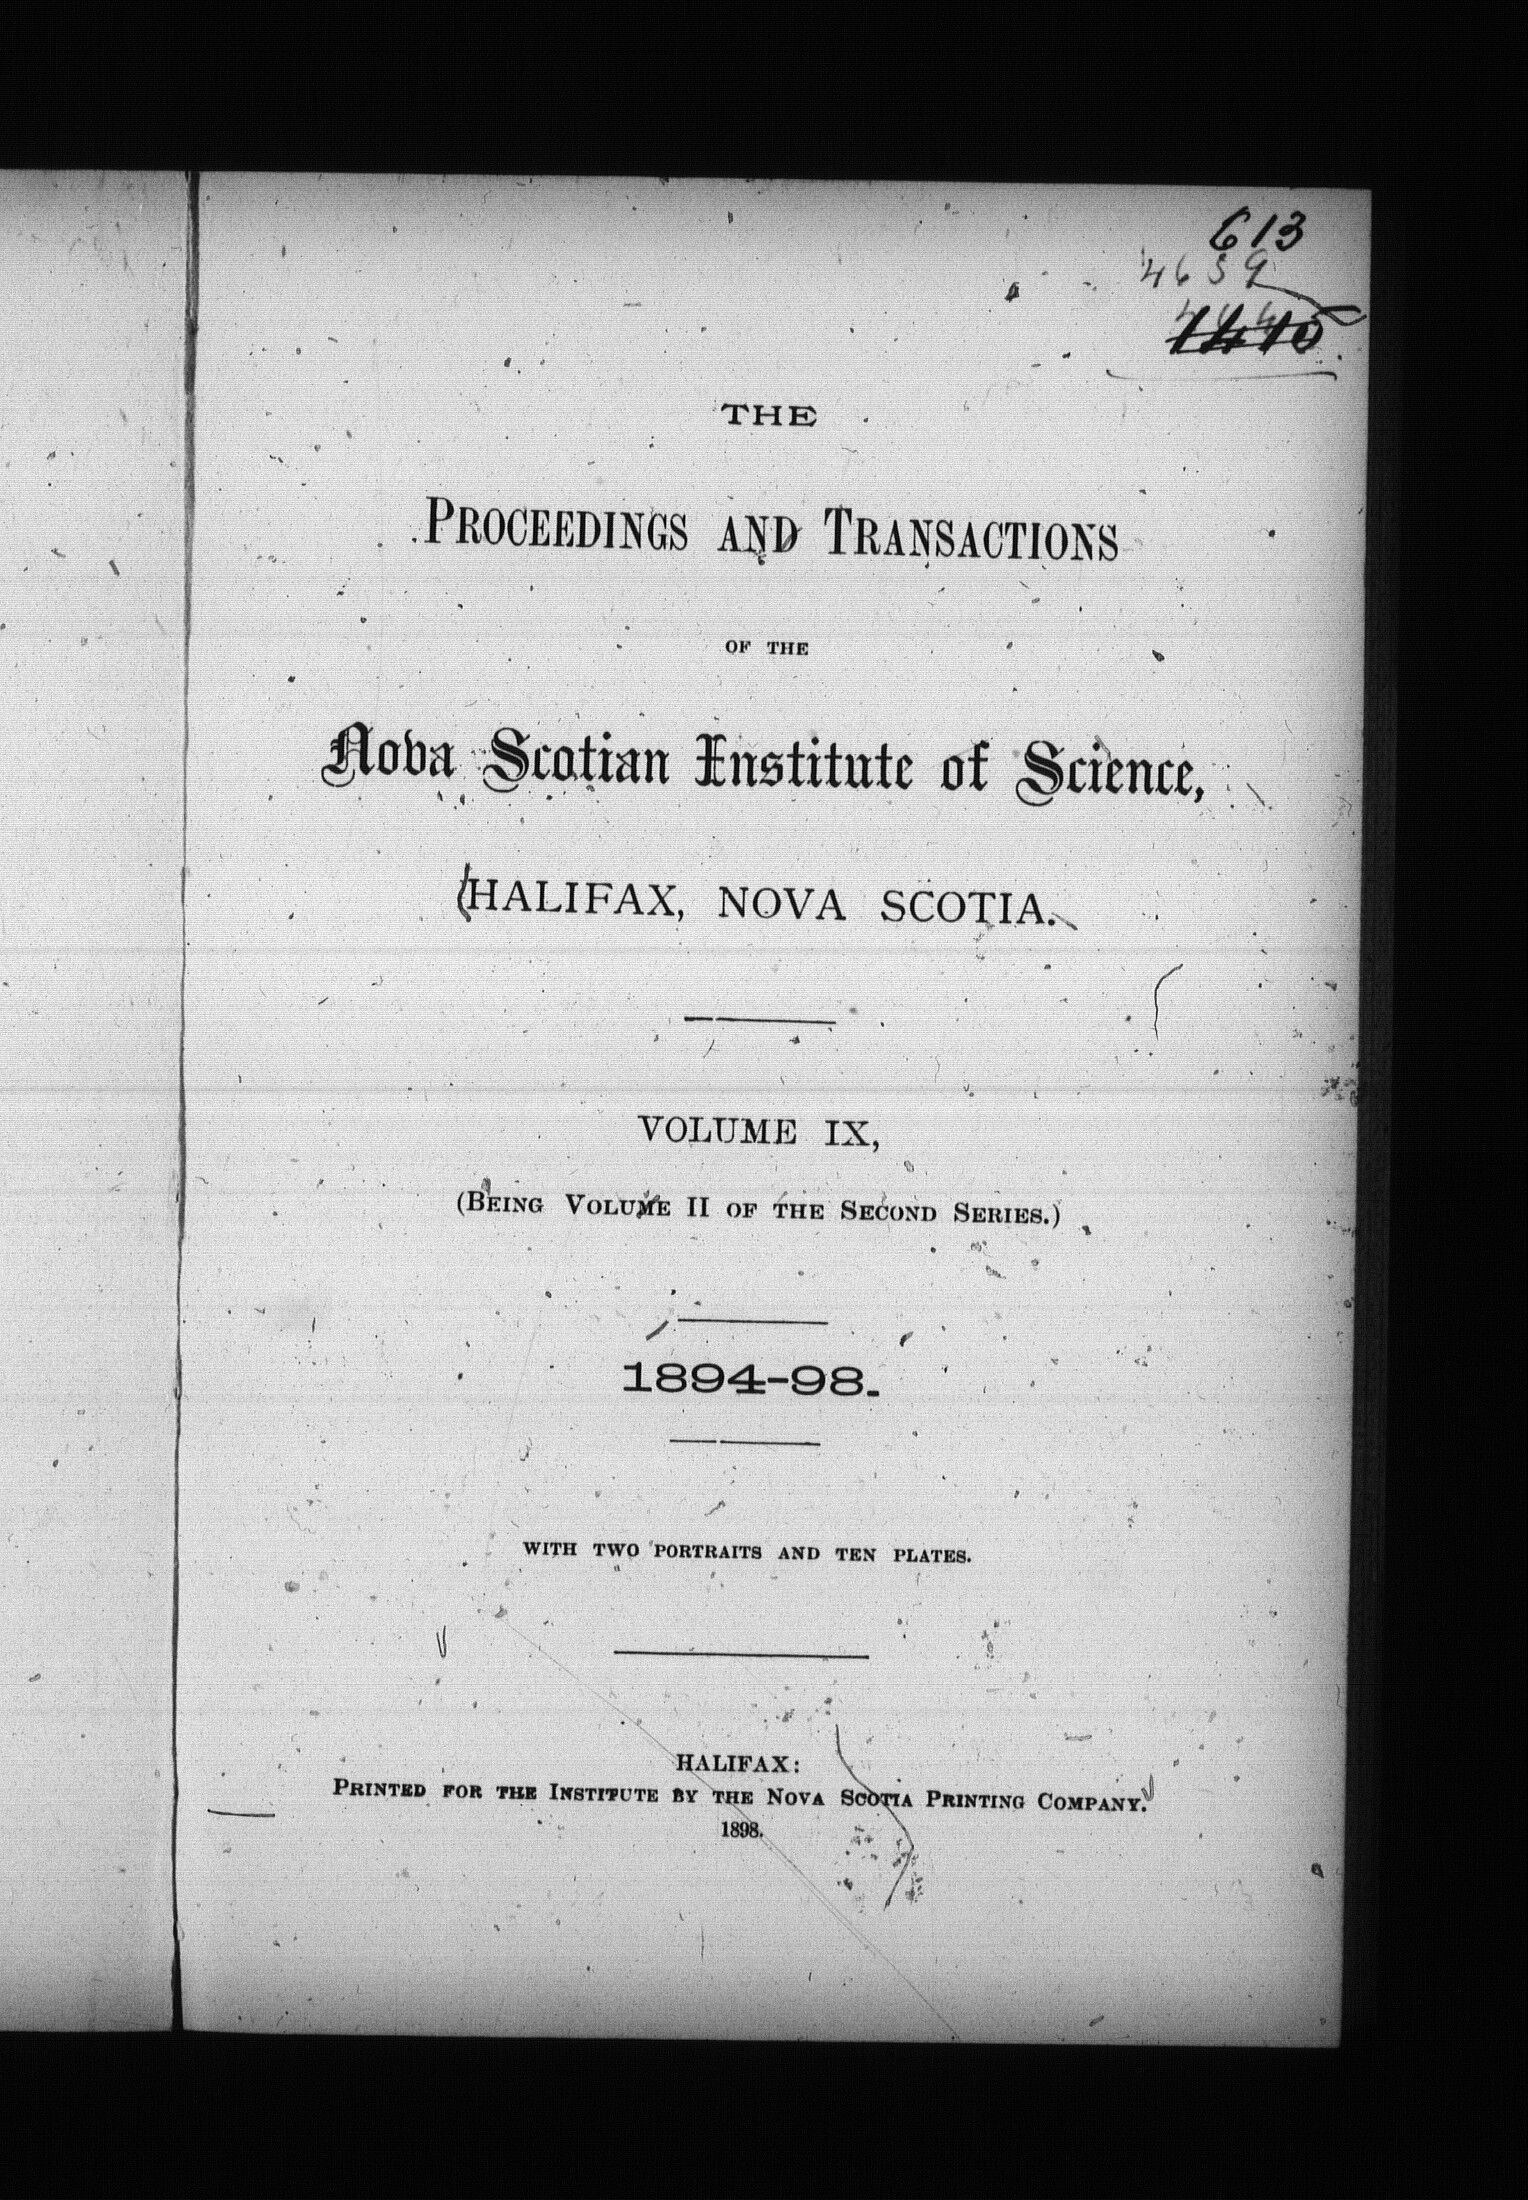 613
4639
1410
THE
PROCEEDINGS AND TRANSACTIONS
OF THE
Nova Scotian Institute of Science,
HALIFAX, NOVA SCOTIA.
VOLUME IX,
(BEING VOLUME II OF THE SECOND SERIES.)
1894-98.
WITH TWO PORTRAITS AND TEN PLATES.
HALIFAX:
PRINTED FOR THE INSTITUTE BY THE NOVA SCOTIA PRINTING COMPANY.
1898.